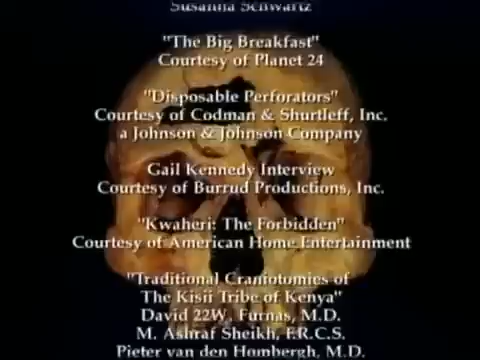 Susanna Schwartz
"The Big Breakfast"
Courtesy of Planet 24
"Disposable Perforators"
Courtesy of Codman & Shurtleff, Inc.
a Johnson & Johnson Company
Gail Kennedy Interview
Courtesy of Burrud Productions, Inc.
"Kwaheri: The Forbidden"
Courtesy of American Home Entertainment
"Traditional Craniotomies of
The Kisii Tribe of Kenya"
David 22W. Furnas, M.D.
M. Ashraf Sheikh, F.R.C.S.
Pieter van den Hombergh, M.D.